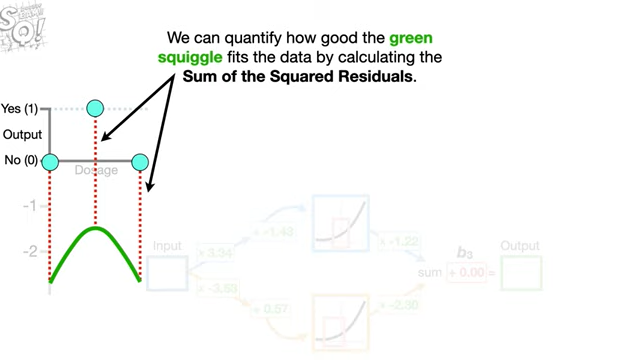 We can quantify how good the green
squiggle fits the data by calculating the
Sum of the Squared Residuals.
Yes (1)
Output
No (0)
Dosage
-1
-2
Input
x 3.34
+ -1.43
x -1.22
x -3.53
+ 0.57
+ -2.30
sum
b₃
+ 0.00
=
Output